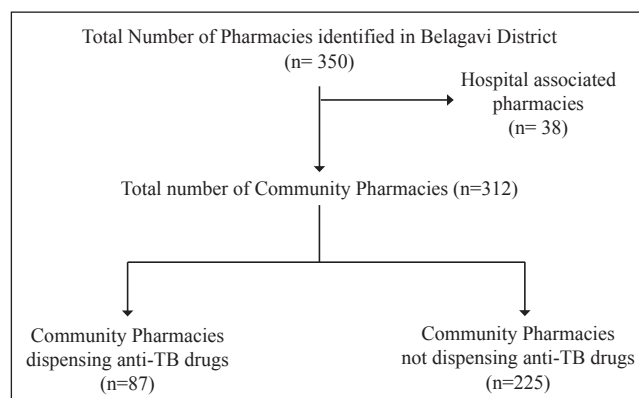 Total Number of Pharmacies identified in Belagavi District
(n= 350)
Hospital associated
pharmacies
(n= 38)
Total number of Community Pharmacies (n=312)
Community Pharmacies
dispensing anti-TB drugs
(n=87)
Community Pharmacies
not dispensing anti-TB drugs
(n=225)